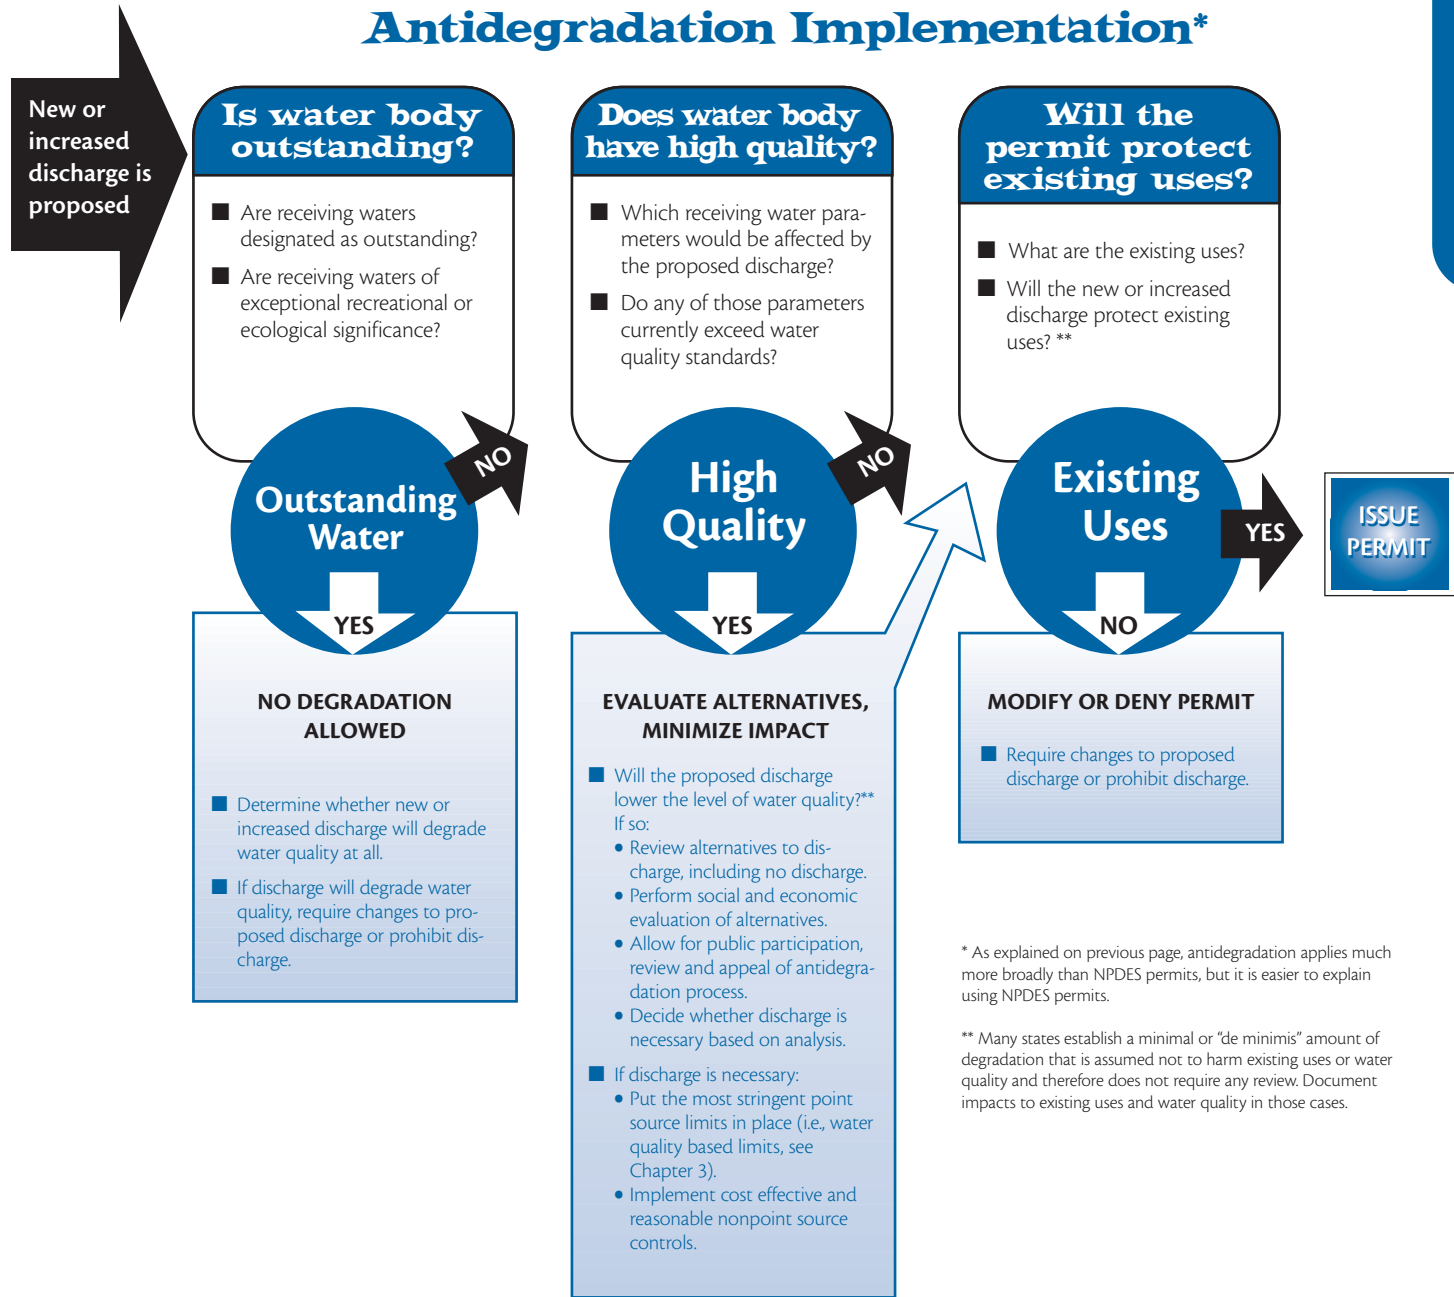 Antidegradation Implementation*
New or
increased
discharge is
proposed
Is water body
outstanding?
■ Are receiving waters
designated as outstanding?
■ Are receiving waters of
exceptional recreational or
ecological significance?
NO
Outstanding
Water
YES
NO DEGRADATION
ALLOWED
■ Determine whether new or
increased discharge will degrade
water quality at all.
■ If discharge will degrade water
quality, require changes to pro-
posed discharge or prohibit dis-
charge.
Does water body
have high quality?
■ Which receiving water para-
meters would be affected by
the proposed discharge?
■ Do any of those parameters
currently exceed water
quality standards?
NO
High
Quality
YES
EVALUATE ALTERNATIVES,
MINIMIZE IMPACT
■ Will the proposed discharge
lower the level of water quality?**
If so:
• Review alternatives to dis-
charge, including no discharge.
• Perform social and economic
evaluation of alternatives.
• Allow for public participation,
review and appeal of antidegra-
dation process.
• Decide whether discharge is
necessary based on analysis.
■ If discharge is necessary:
• Put the most stringent point
source limits in place (i.e., water
quality based limits, see
Chapter 3).
• Implement cost effective and
reasonable nonpoint source
controls.
Will the
permit protect
existing uses?
■ What are the existing uses?
■ Will the new or increased
discharge protect existing
uses? **
Existing
Uses
YES
ISSUE
PERMIT
NO
MODIFY OR DENY PERMIT
■ Require changes to proposed
discharge or prohibit discharge.
* As explained on previous page, antidegradation applies much
more broadly than NPDES permits, but it is easier to explain
using NPDES permits.
** Many states establish a minimal or “de minimis” amount of
degradation that is assumed not to harm existing uses or water
quality and therefore does not require any review. Document
impacts to existing uses and water quality in those cases.